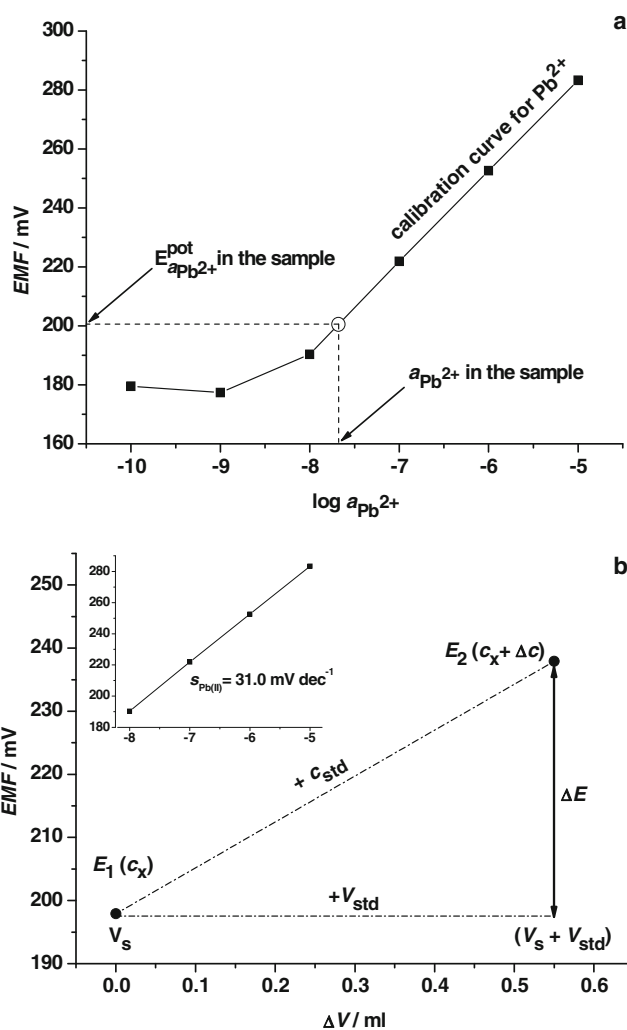 a
300
280
260
240
220
200
180
160
EMF / mV
calibration curve for Pb2+
EpotaPb2+ in the sample
aPb2+ in the sample
-10 -9 -8 -7 -6 -5
log aPb2+
b
250
240
230
220
210
200
190
EMF / mV
280
260
240
220
200
180
sPb(II) = 31.0 mV dec-1
-8 -7 -6 -5
E2 (cx + Δc)
+ cstd
ΔE
E1 (cx)
+Vstd
Vs
(Vs + Vstd)
0.0 0.1 0.2 0.3 0.4 0.5 0.6
ΔV / ml